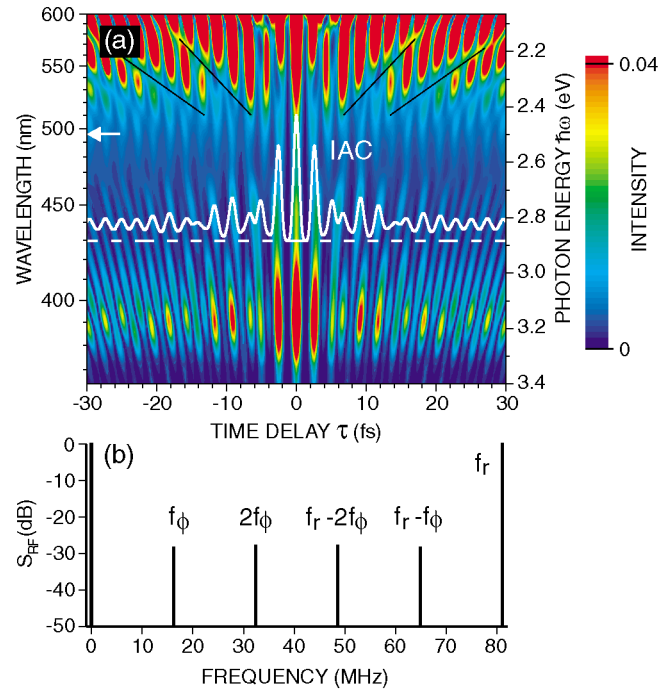 (a)
IAC
600
550
500
450
400
WAVELENGTH (nm)
2.2
2.4
2.6
2.8
3.0
3.2
3.4
PHOTON ENERGY ħω (eV)
-30 -20 -10 0 10 20 30
TIME DELAY τ (fs)
0.04
INTENSITY
0
(b)
0
-10
-20
-30
-40
-50
S_RF (dB)
f_ϕ 2f_ϕ f_r -2f_ϕ f_r -f_ϕ f_r
0 10 20 30 40 50 60 70 80
FREQUENCY (MHz)